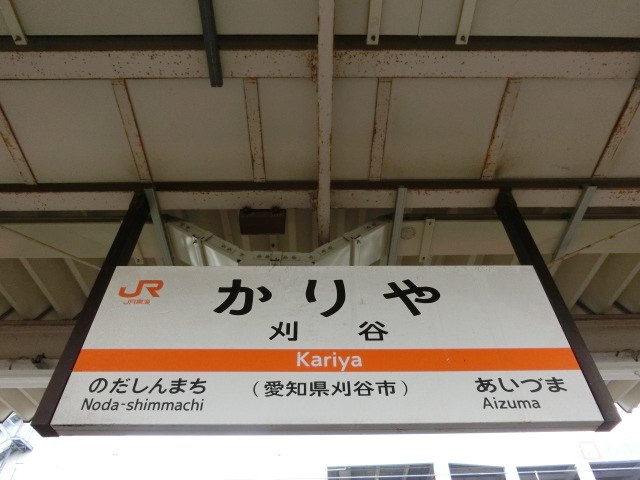 JR
JR東海
かりや
刈谷
Kariya
のだしんまち
Noda-shimmachi
(愛知県刈谷市)
あいづま
Aizuma